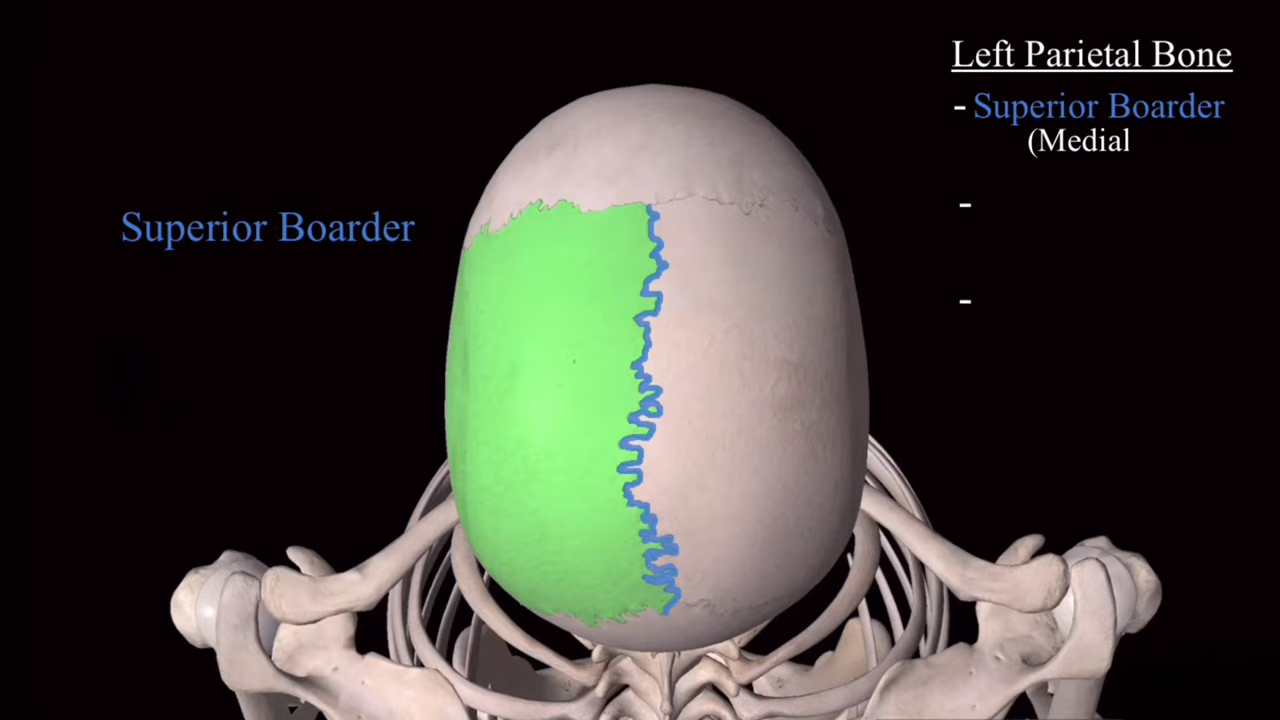 Left Parietal Bone
- Superior Boarder
(Medial
Superior Boarder
-
-